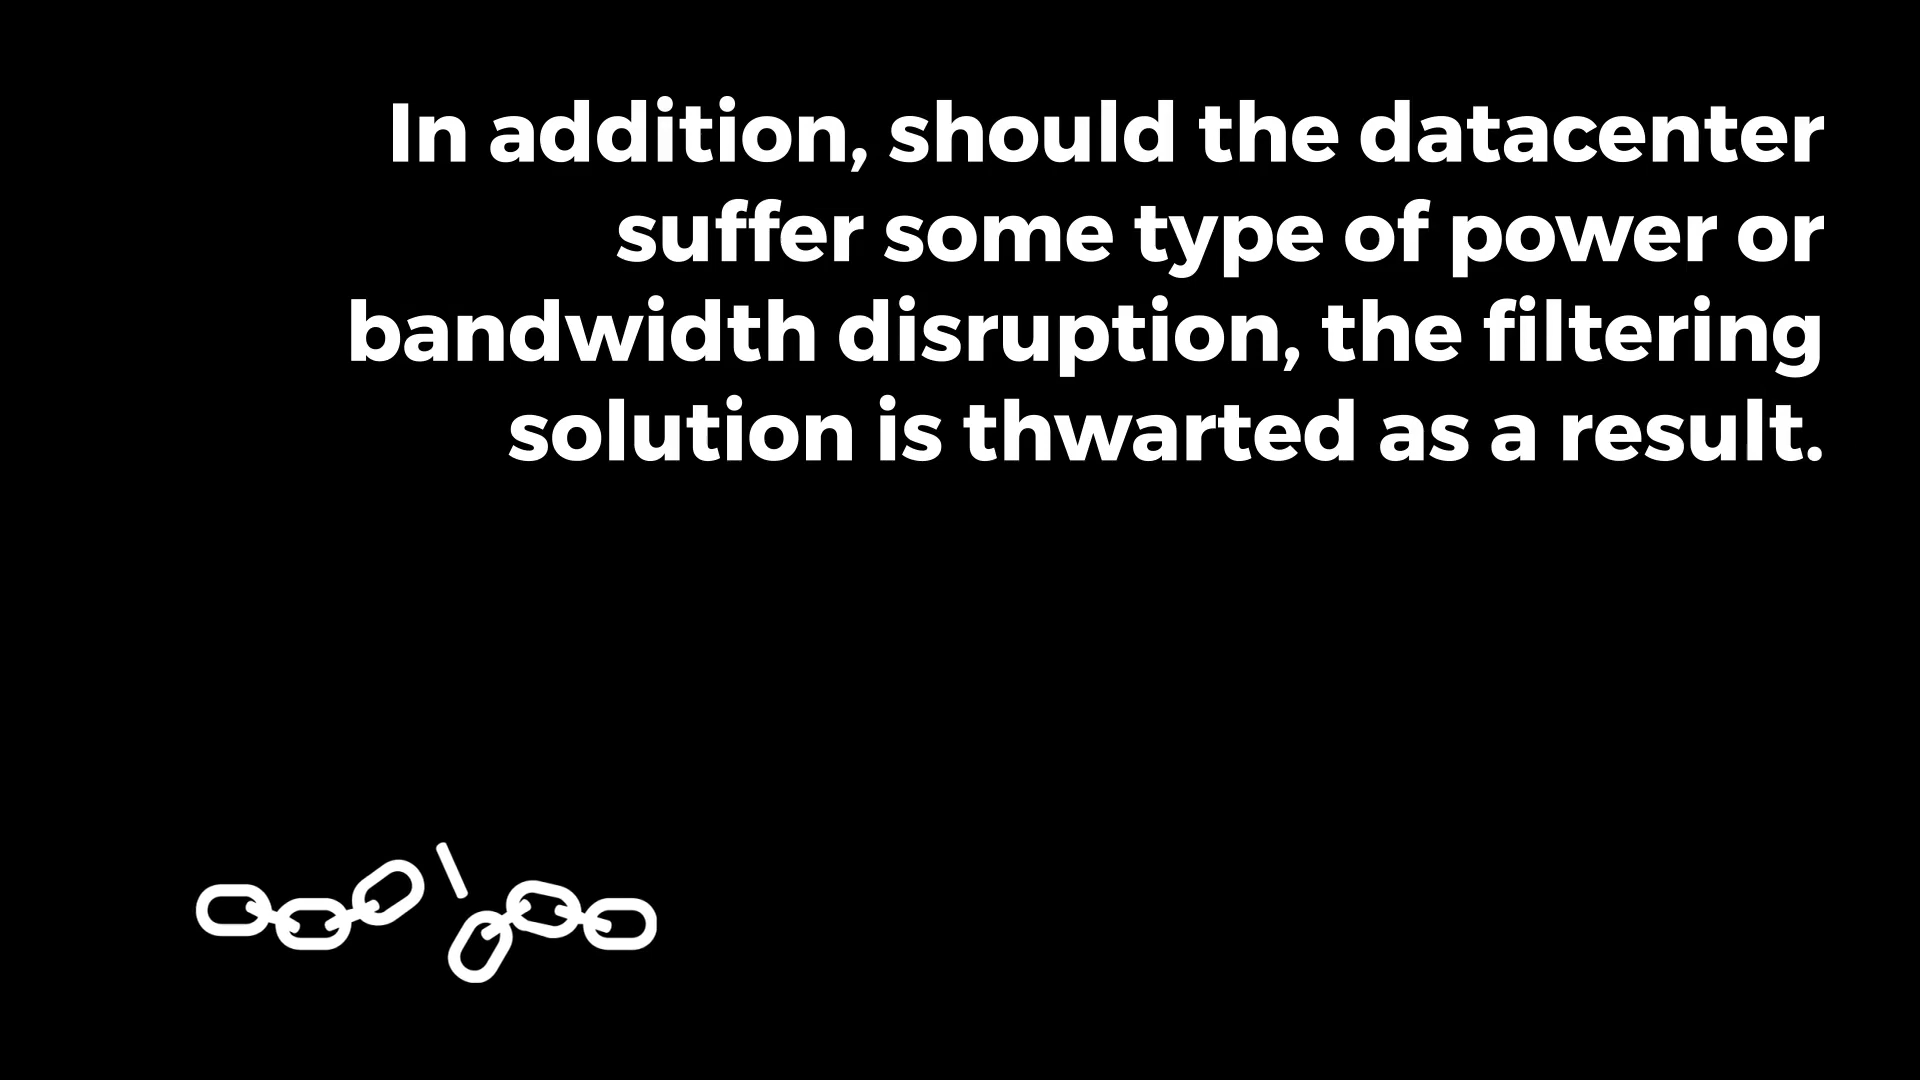 In addition, should the datacenter
suffer some type of power or
bandwidth disruption, the filtering
solution is thwarted as a result.